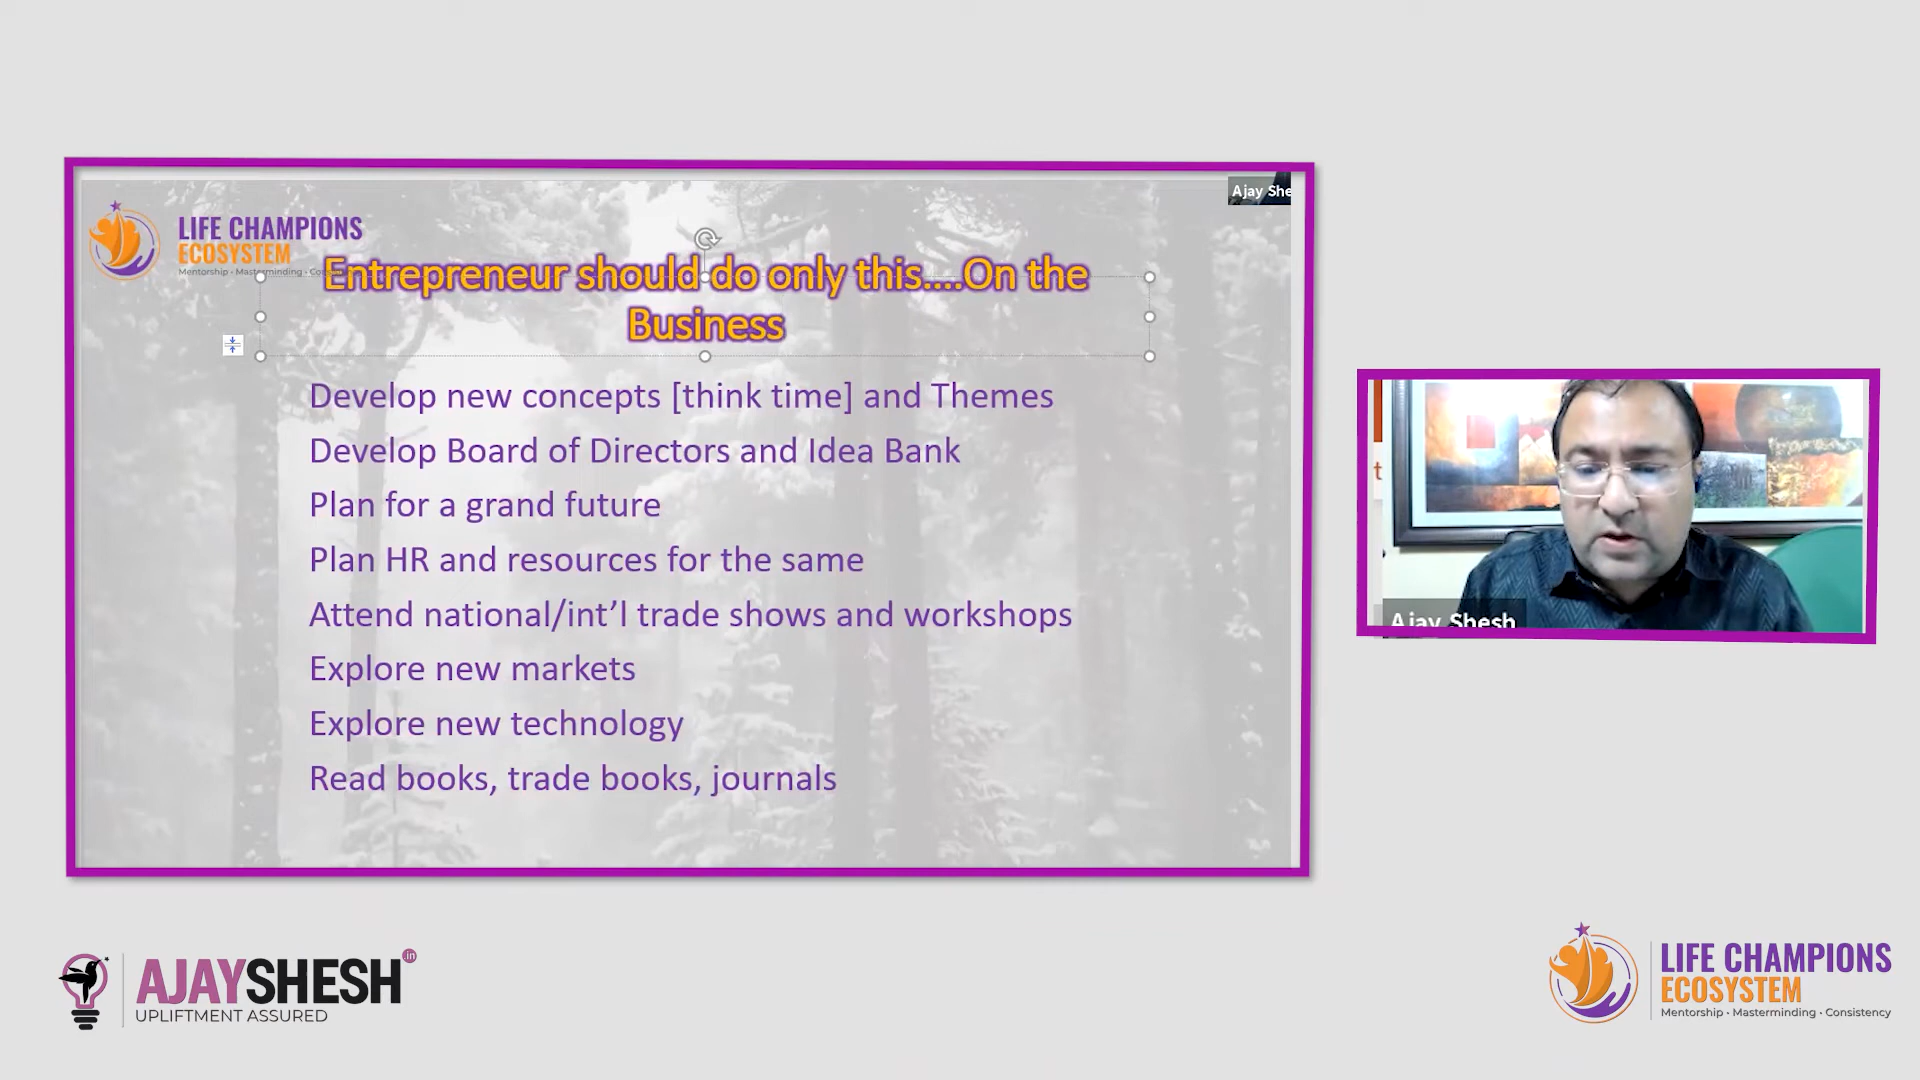 Ajay She
LIFE CHAMPIONS
ECOSYSTEM
Mentorship • Masterminding •
Entrepreneur should do only this....On the
Business
Develop new concepts [think time] and Themes
Develop Board of Directors and Idea Bank
Plan for a grand future
Plan HR and resources for the same
Attend national/int’l trade shows and workshops
Explore new markets
Explore new technology
Read books, trade books, journals
t
Ajay Shesh
AJAYSHESH in
UPLIFTMENT ASSURED
LIFE CHAMPIONS
ECOSYSTEM
Mentorship • Masterminding • Consistency